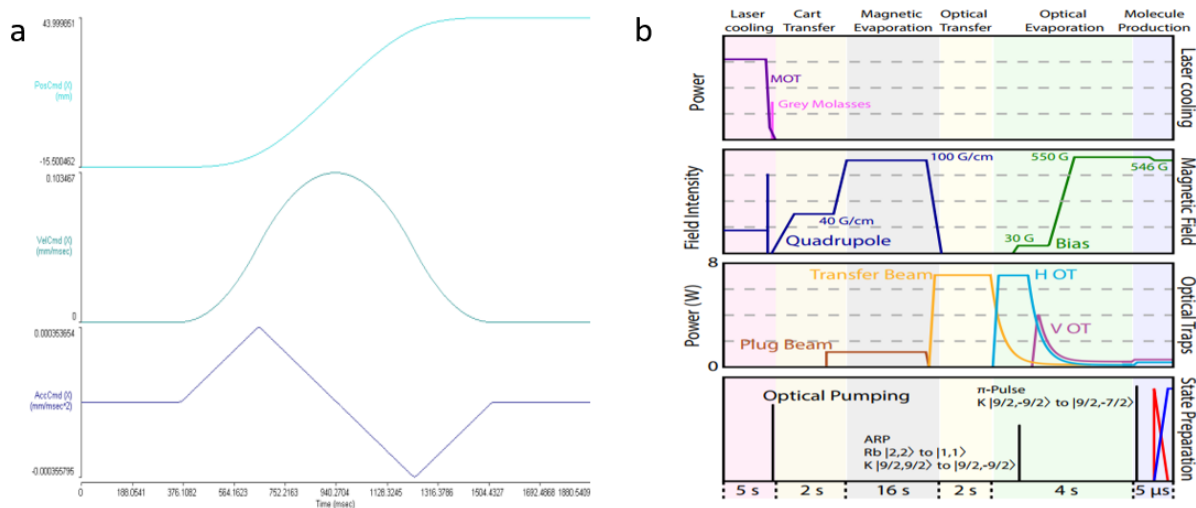 a
43.999851
PosCmd (X)
(mm)
-15.500462
0.103467
VelCmd (X)
(mm/msec)
0
0.000353654
AccCmd (X)
(mm/msec^2)
-0.000355795
0 188.0541 376.1082 564.1623 752.2163 940.2704 1128.3245 1316.3786 1504.4327 1692.4868 1880.5409
Time (msec)
b
Laser cooling
Cart Transfer
Magnetic Evaporation
Optical Transfer
Optical Evaporation
Molecule Production
Power
MOT
Grey Molasses
Laser cooling
Field Intensity
100 G/cm
40 G/cm
Quadrupole
550 G
546 G
30 G
Bias
Magnetic Field
8
Power (W)
0
Transfer Beam
H OT
V OT
Plug Beam
Optical Traps
Optical Pumping
π-Pulse
K |9/2,-9/2⟩ to |9/2,-7/2⟩
ARP
Rb |2,2⟩ to |1,1⟩
K |9/2,9/2⟩ to |9/2,-9/2⟩
State Preparation
5 s 2 s 16 s 2 s 4 s 5 μs